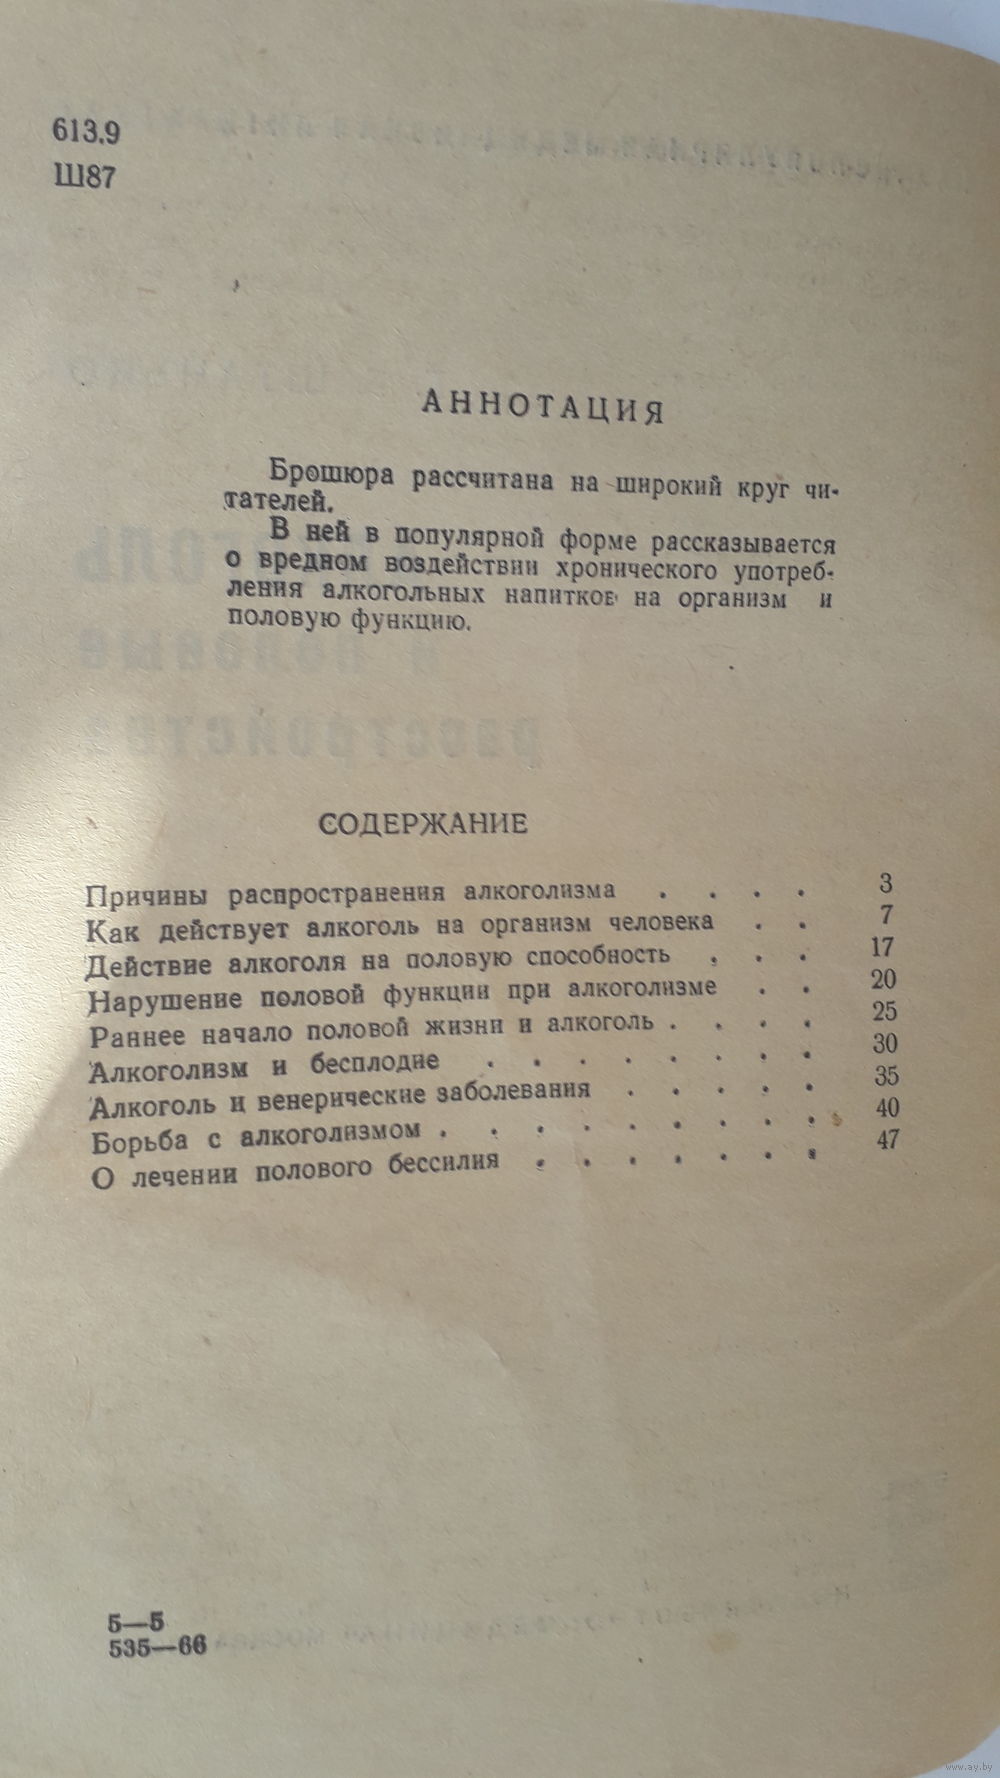 613.9
Ш87
АННОТАЦИЯ
Брошюра рассчитана на широкий круг чи-
тателей.
В ней в популярной форме рассказывается
о вредном воздействии хронического употреб-
ления алкогольных напитков на организм и
половую функцию.
СОДЕРЖАНИЕ
Причины распространения алкоголизма . . . . 3
Как действует алкоголь на организм человека . . 7
Действие алкоголя на половую способность . . . 17
Нарушение половой функции при алкоголизме . . 20
Раннее начало половой жизни и алкоголь . . . . 25
Алкоголизм и бесплодие . . . . . . . . 30
Алкоголь и венерические заболевания . . . . . 35
Борьба с алкоголизмом . . . . . . . . . 40
О лечении полового бессилия . . . . . . . 47
5—5
535—66
www.ay.by